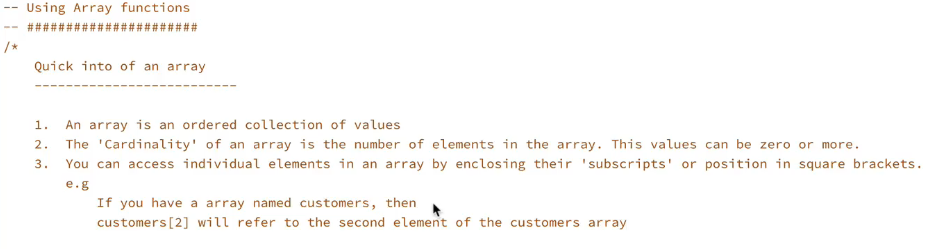 -- Using Array functions
-- ######################
/*
Quick into of an array
--------------------------
1. An array is an ordered collection of values
2. The 'Cardinality' of an array is the number of elements in the array. This values can be zero or more.
3. You can access individual elements in an array by enclosing their 'subscripts' or position in square brackets.
e.g
If you have a array named customers, then
customers[2] will refer to the second element of the customers array